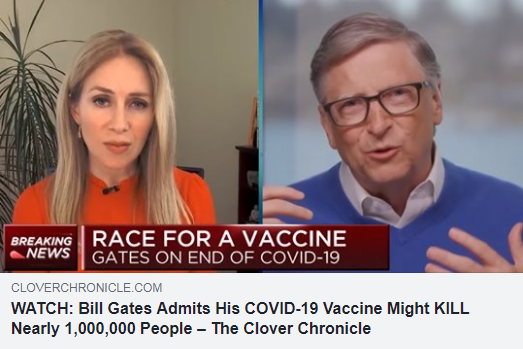 BREAKING
NEWS
RACE FOR A VACCINE
GATES ON END OF COVID-19
CLOVERCHRONICLE.COM
WATCH: Bill Gates Admits His COVID-19 Vaccine Might KILL
Nearly 1,000,000 People – The Clover Chronicle